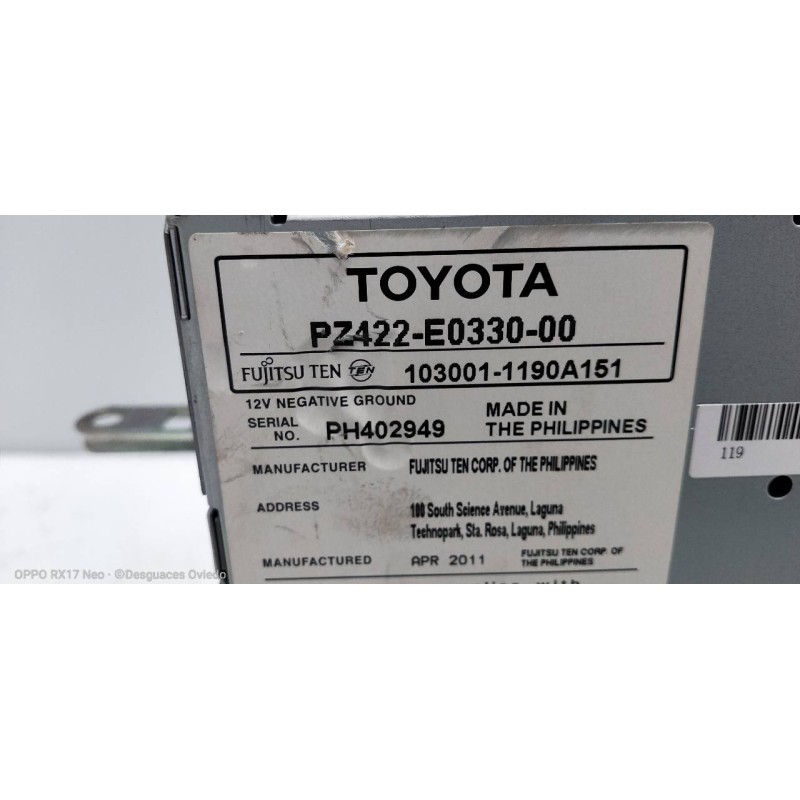 TOYOTA
PZ422-E0330-00
FUJITSU TEN TEN 103001-1190A151
12V NEGATIVE GROUND
SERIAL NO. PH402949
MADE IN THE PHILIPPINES
MANUFACTURER FUJITSU TEN CORP. OF THE PHILIPPINES
ADDRESS 100 South Science Avenue, Laguna
Technopark, Sta. Rosa, Laguna, Philippines
MANUFACTURED APR 2011 FUJITSU TEN CORP. OF THE PHILIPPINES
119
OPPO RX17 Neo · ©Desguaces Oviedo